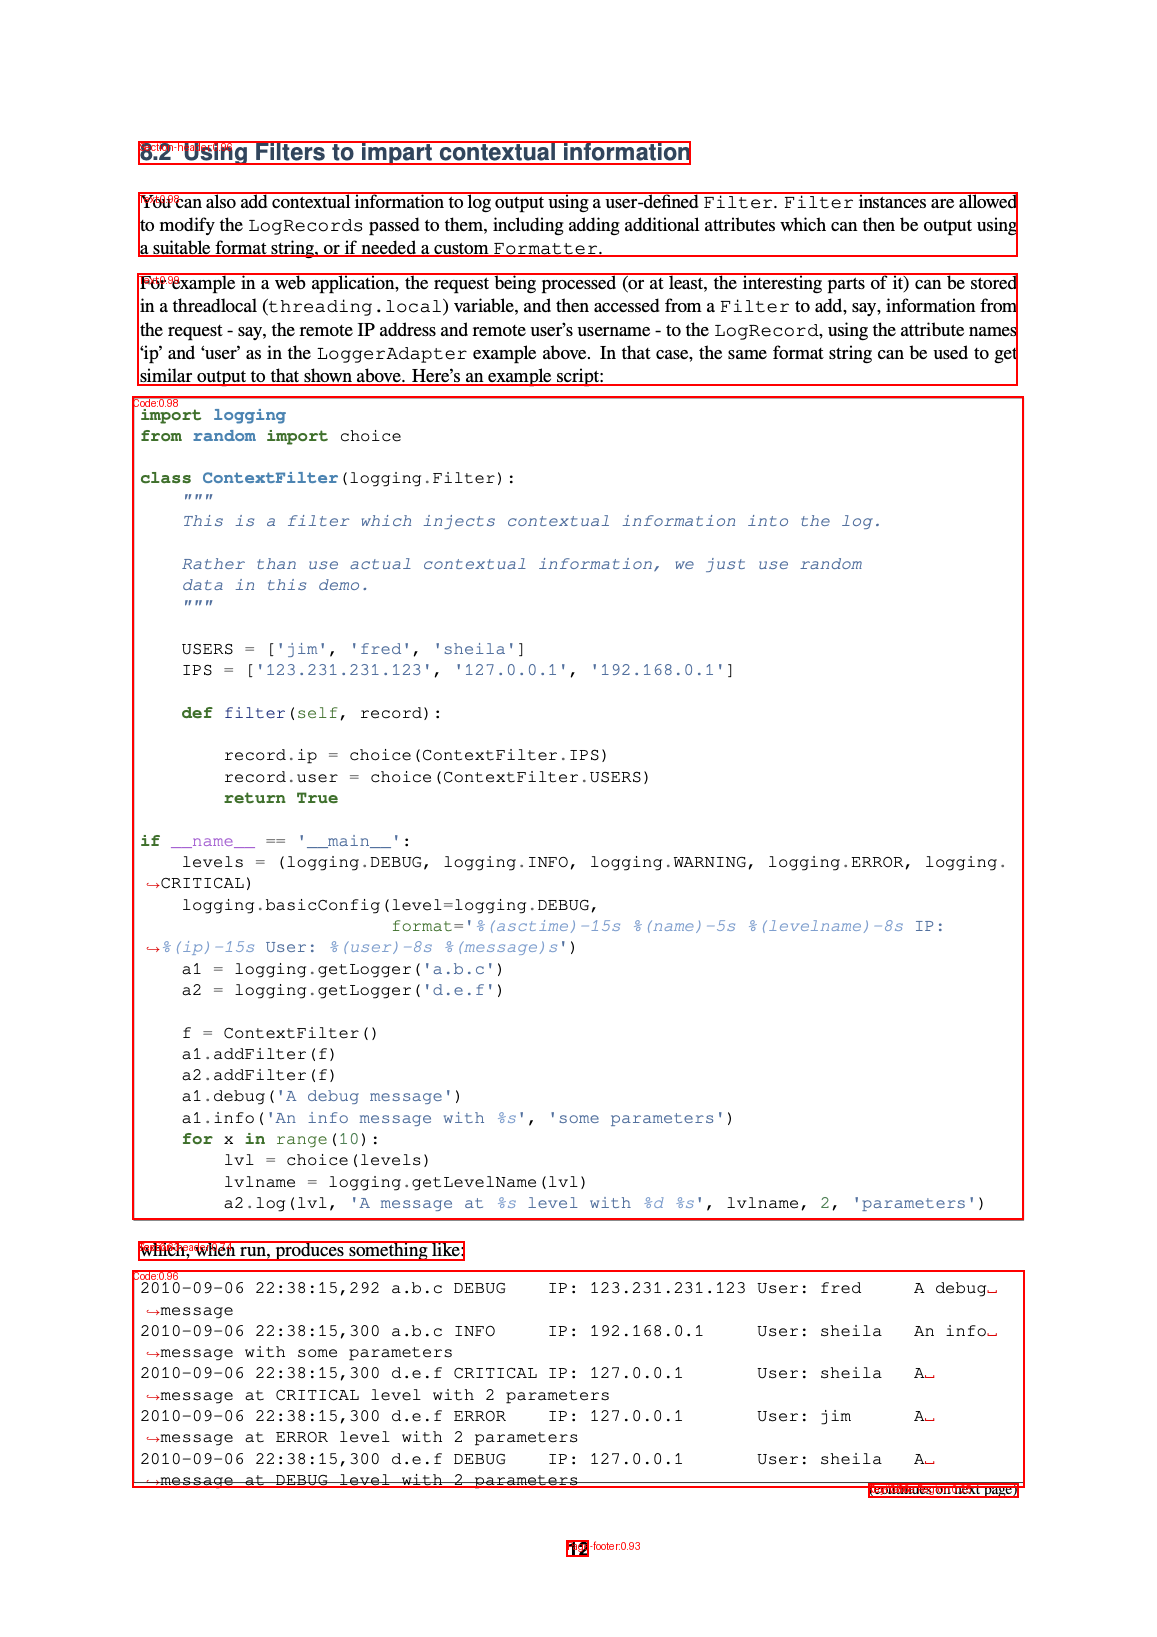 8.2 Using Filters to impart contextual information
You can also add contextual information to log output using a user-defined Filter. Filter instances are allowed
to modify the LogRecords passed to them, including adding additional attributes which can then be output using
a suitable format string, or if needed a custom Formatter.
For example in a web application, the request being processed (or at least, the interesting parts of it) can be stored
in a threadlocal (threading.local) variable, and then accessed from a Filter to add, say, information from
the request - say, the remote IP address and remote user's username - to the LogRecord, using the attribute names
‘ip’ and ‘user’ as in the LoggerAdapter example above. In that case, the same format string can be used to get
similar output to that shown above. Here's an example script:
Code:0.98
import logging
from random import choice
class ContextFilter(logging.Filter):
    """
    This is a filter which injects contextual information into the log.
    Rather than use actual contextual information, we just use random
    data in this demo.
    """
    USERS = ['jim', 'fred', 'sheila']
    IPS = ['123.231.231.123', '127.0.0.1', '192.168.0.1']
    def filter(self, record):
        record.ip = choice(ContextFilter.IPS)
        record.user = choice(ContextFilter.USERS)
        return True
if __name__ == '__main__':
    levels = (logging.DEBUG, logging.INFO, logging.WARNING, logging.ERROR, logging.
↪CRITICAL)
    logging.basicConfig(level=logging.DEBUG,
                        format='%(asctime)-15s %(name)-5s %(levelname)-8s IP:
↪%(ip)-15s User: %(user)-8s %(message)s')
    a1 = logging.getLogger('a.b.c')
    a2 = logging.getLogger('d.e.f')
    f = ContextFilter()
    a1.addFilter(f)
    a2.addFilter(f)
    a1.debug('A debug message')
    a1.info('An info message with %s', 'some parameters')
    for x in range(10):
        lvl = choice(levels)
        lvlname = logging.getLevelName(lvl)
        a2.log(lvl, 'A message at %s level with %d %s', lvlname, 2, 'parameters')
which, when run, produces something like:
Code:0.96
2010-09-06 22:38:15,292 a.b.c DEBUG    IP: 123.231.231.123 User: fred     A debug␣
↪message
2010-09-06 22:38:15,300 a.b.c INFO     IP: 192.168.0.1     User: sheila   An info␣
↪message with some parameters
2010-09-06 22:38:15,300 d.e.f CRITICAL IP: 127.0.0.1       User: sheila   A␣
↪message at CRITICAL level with 2 parameters
2010-09-06 22:38:15,300 d.e.f ERROR    IP: 127.0.0.1       User: jim      A␣
↪message at ERROR level with 2 parameters
2010-09-06 22:38:15,300 d.e.f DEBUG    IP: 127.0.0.1       User: sheila   A␣
↪message at DEBUG level with 2 parameters
(continues on next page)
12